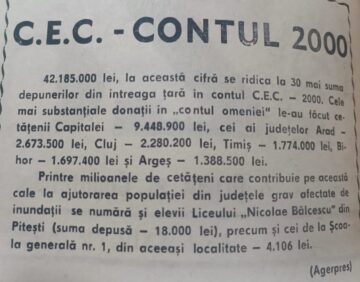 C.E.C. - CONTUL 2000
42.185.000 lei, la această cifră se ridica la 30 mai suma
depunerilor din intreaga țară in contul C.E.C. — 2000. Cele
mai substanțiale donații in „contul omeniei" le-au făcut ce-
tățenii Capitalei — 9.448.900 lei, cei ai județelor Arad —
2.673.500 lei, Cluj — 2.280.200 lei, Timiș — 1.774.000 lei, Bi-
hor — 1.697.400 lei și Argeș — 1.388.500 lei.
Printre milioanele de cetățeni care contribuie pe această
cale la ajutorarea populației din județele grav afectate de
inundații se numără și elevii Liceului „Nicolae Bălcescu" din
Pitești (suma depusă — 18.000 lei), precum și cei de la Școa-
la generală nr. 1, din aceeași localitate — 4.106 lei.
(Agerpres)